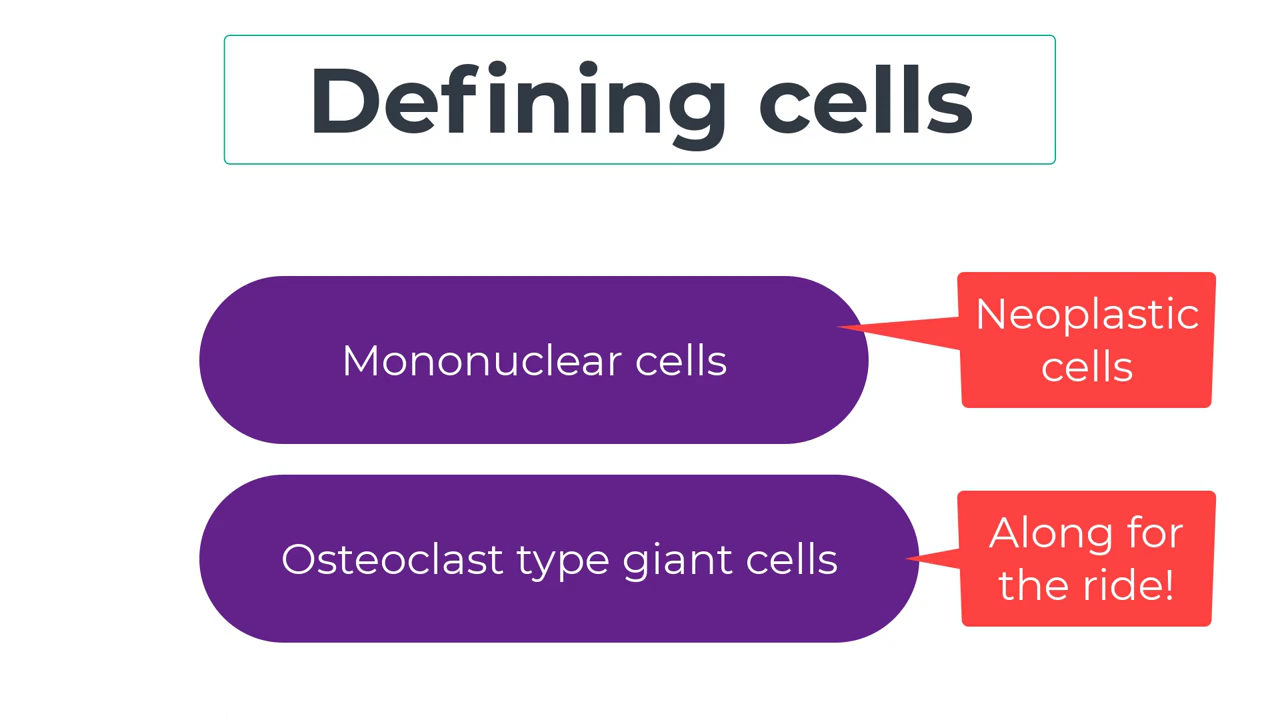 Defining cells
Mononuclear cells
Neoplastic
cells
Osteoclast type giant cells
Along for
the ride!